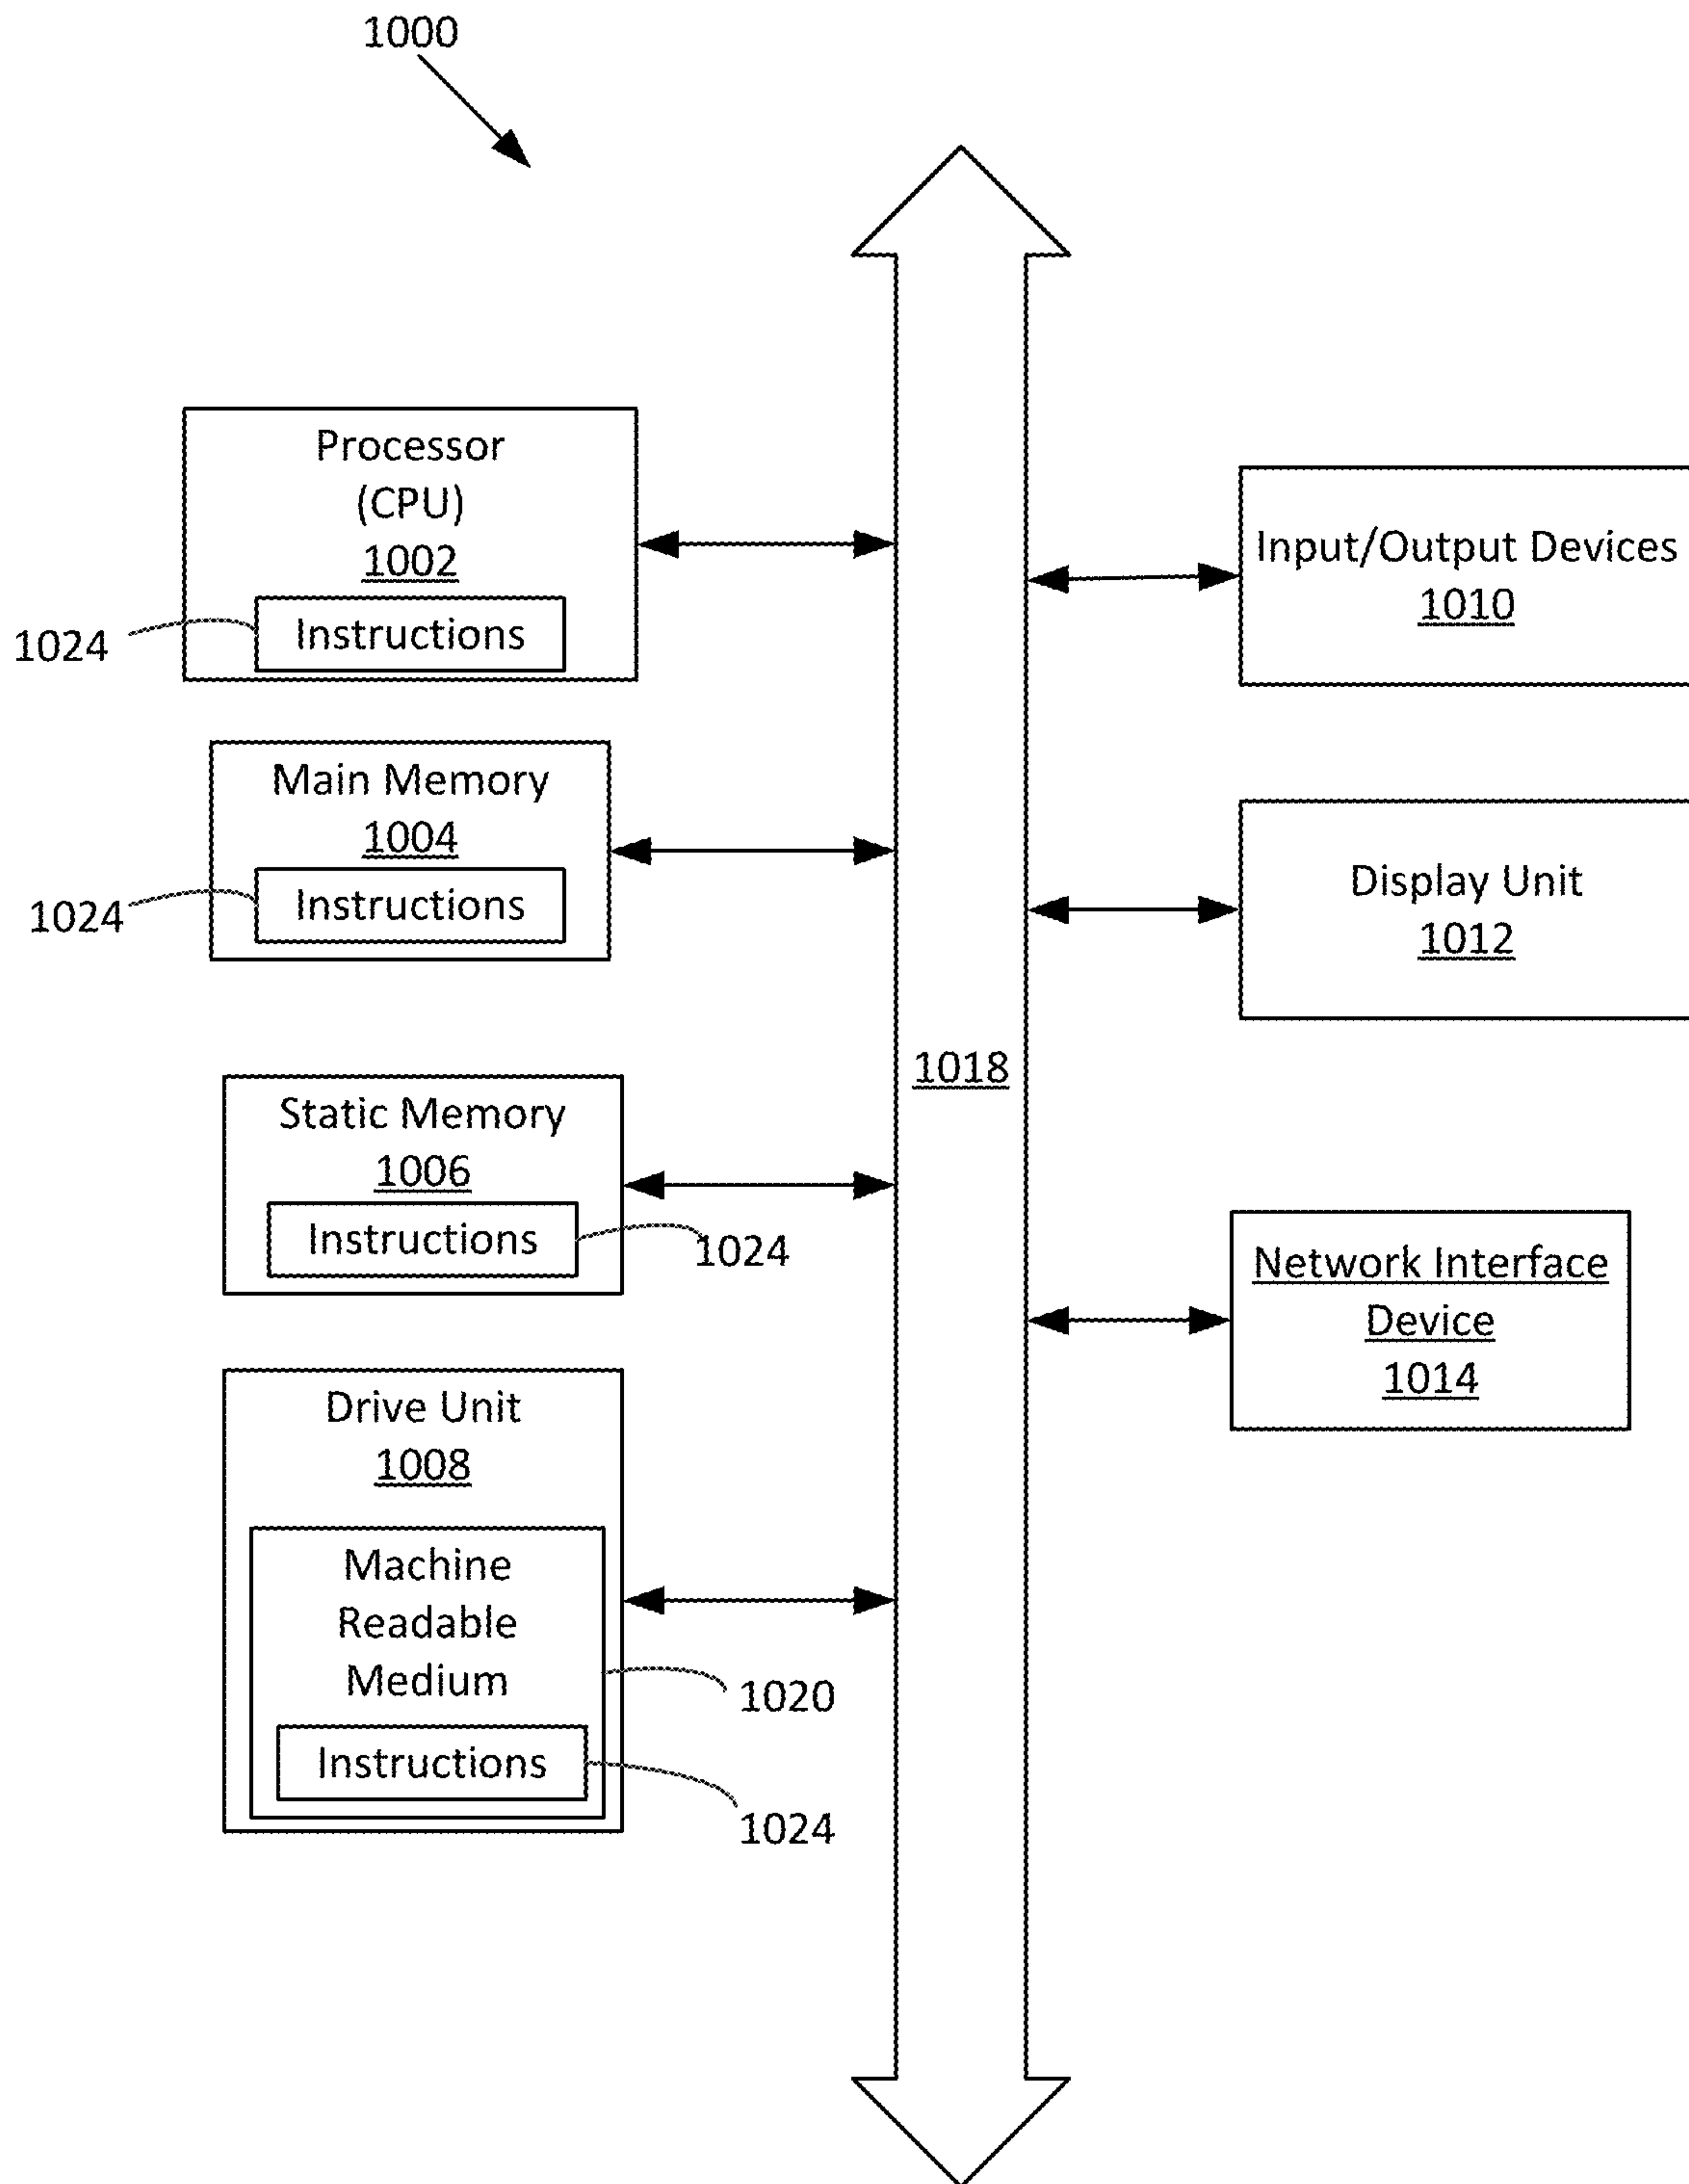 1000
Processor
(CPU)
1002
Instructions
1024
Main Memory
1004
Instructions
1024
Static Memory
1006
Instructions
1024
Drive Unit
1008
Machine
Readable
Medium
1020
Instructions
1024
1018
Input/Output Devices
1010
Display Unit
1012
Network Interface
Device
1014